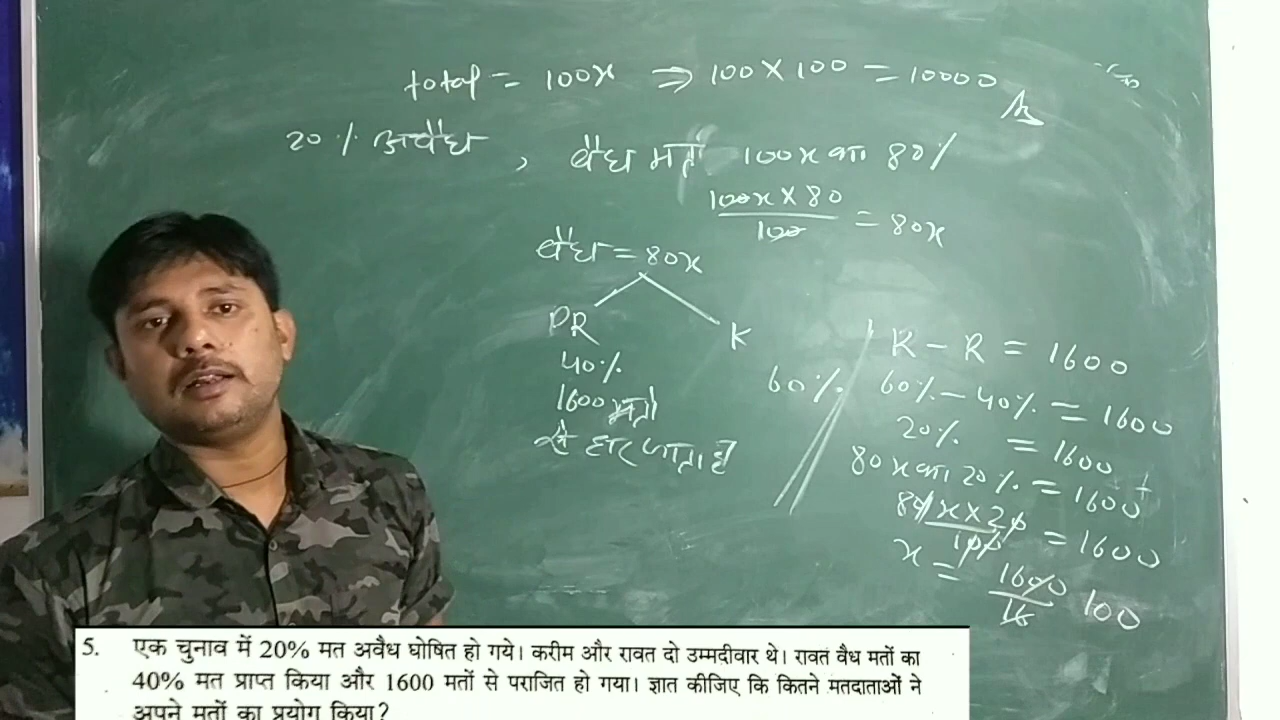 total = 100x ⇒ 100 × 100 = 10000
20% अवैध , वैध मत 100x का 80%
100x × 80 / 100 = 80x
वैध = 80x
PR K
40% 60%
1600 मतो
से हार जाता है
K - R = 1600
60% - 40% = 1600
20% = 1600
80x का 20% = 1600
80x × 20 / 100 = 1600
x = 1600 / 16 100
5. एक चुनाव में 20% मत अवैध घोषित हो गये। करीम और रावत दो उम्मदीवार थे। रावत वैध मतों का
40% मत प्राप्त किया और 1600 मतों से पराजित हो गया। ज्ञात कीजिए कि कितने मतदाताओं ने
अपने मतों का प्रयोग किया?